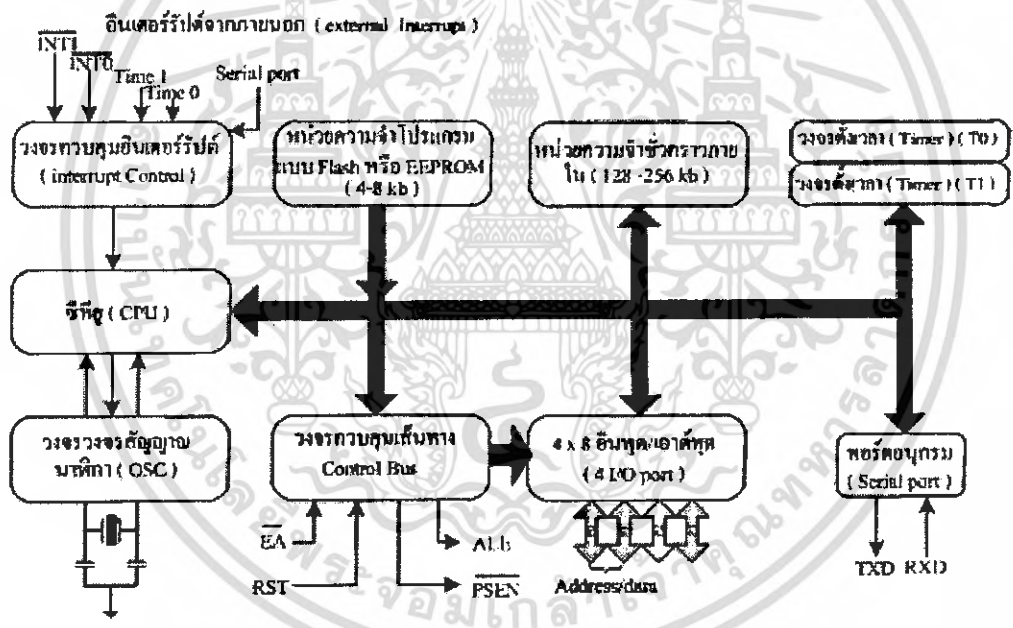 อินเตอร์รัปต์จากภายนอก ( external Interrupt )
INT1
INT0
Time 1
Time 0
Serial port
วงจรควบคุมอินเตอร์รัปต์
( interrupt Control )
หน่วยความจำโปรแกรม
แบบ Flash หรือ EEPROM
( 4-8 kb )
หน่วยความจำชั่วคราวภาย
ใน ( 128 -256 kb )
วงจรตั้งเวลา ( Timer ) ( T0 )
วงจรตั้งเวลา ( Timer ) ( T1 )
ซีพียู ( CPU )
วงจรวงจรสัญญาณ
นาฬิกา ( OSC )
วงจรควบคุมเส้นทาง
Control Bus
4 x 8 อินพุต/เอาต์พุต
( 4 I/O port )
พอร์ตอนุกรม
( Serial port )
EA
RST
PSEN
Address/data
TXD
RXD